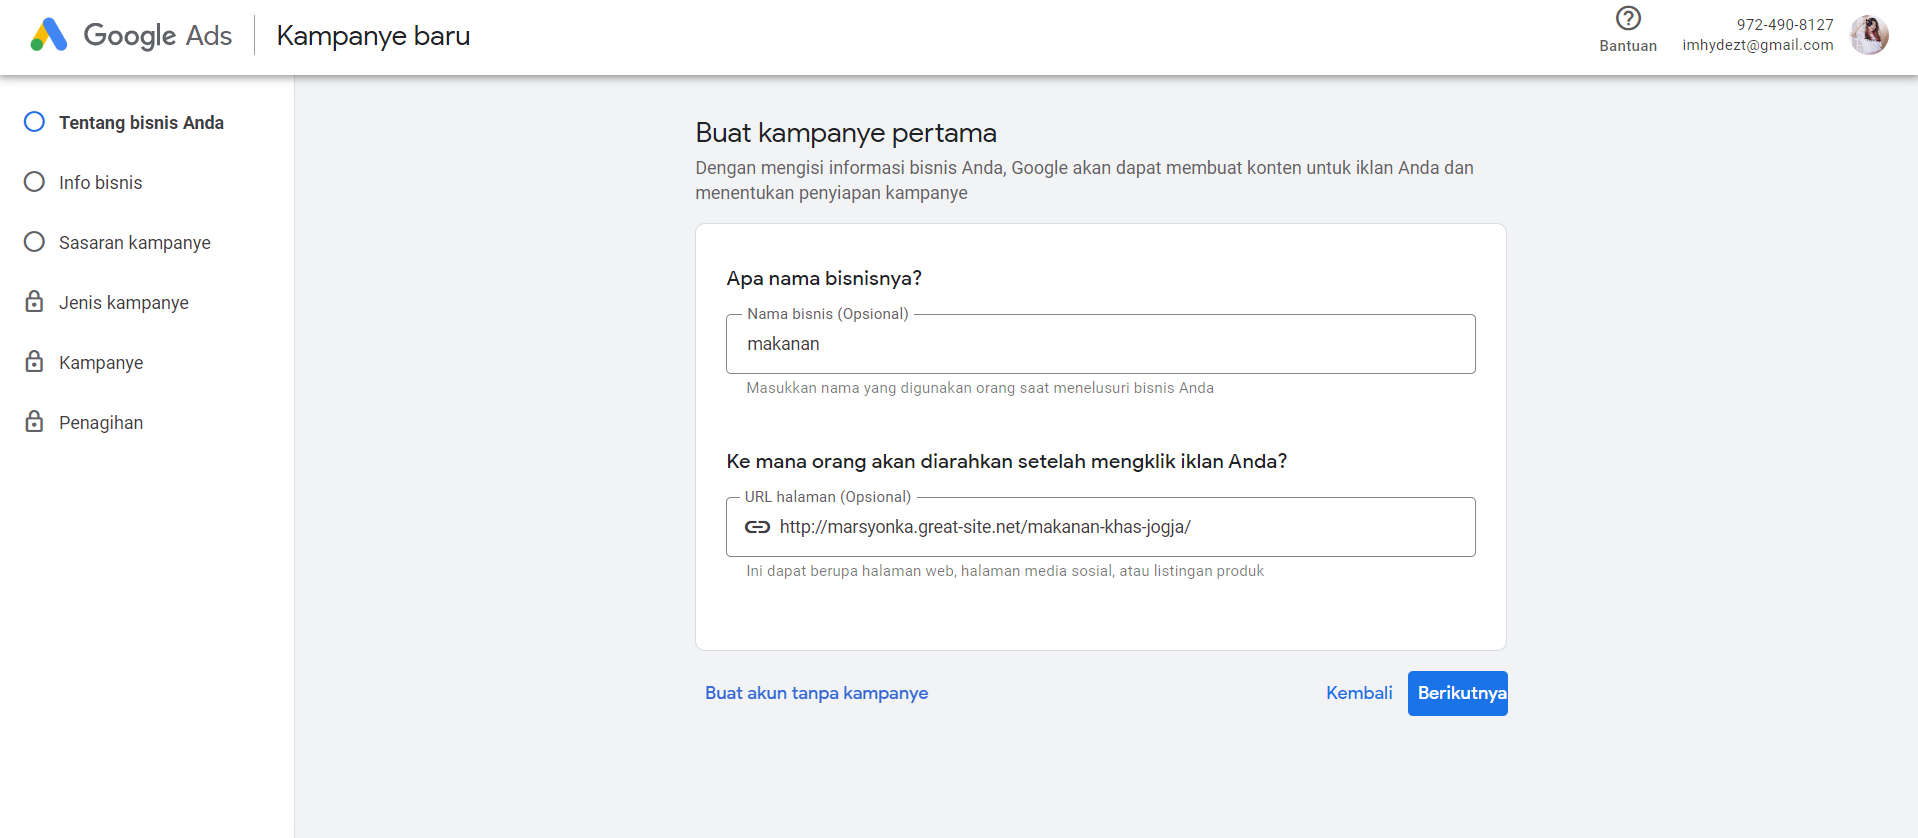 Google Ads
Kampanye baru
Bantuan
972-490-8127
imhydezt@gmail.com
Tentang bisnis Anda
Info bisnis
Sasaran kampanye
Jenis kampanye
Kampanye
Penagihan
Buat kampanye pertama
Dengan mengisi informasi bisnis Anda, Google akan dapat membuat konten untuk iklan Anda dan
menentukan penyiapan kampanye
Apa nama bisnisnya?
Nama bisnis (Opsional)
makanan
Masukkan nama yang digunakan orang saat menelusuri bisnis Anda
Ke mana orang akan diarahkan setelah mengklik iklan Anda?
URL halaman (Opsional)
http://marsyonka.great-site.net/makanan-khas-jogja/
Ini dapat berupa halaman web, halaman media sosial, atau listingan produk
Buat akun tanpa kampanye
Kembali
Berikutnya